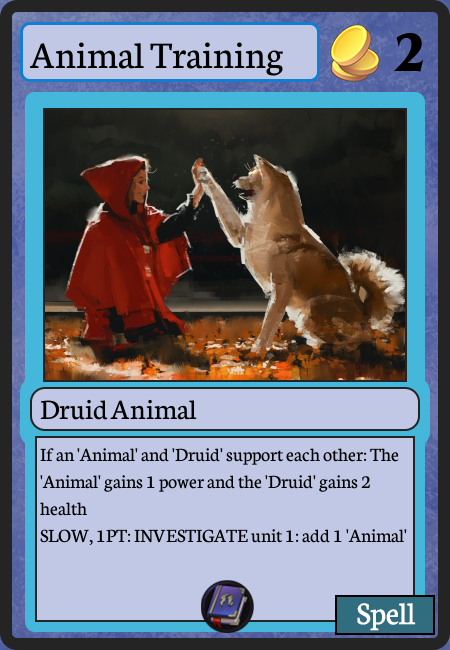 Animal Training
2
Druid Animal
If an 'Animal' and 'Druid' support each other: The
'Animal' gains 1 power and the 'Druid' gains 2
health
SLOW, 1PT: INVESTIGATE unit 1: add 1 'Animal'
Spell